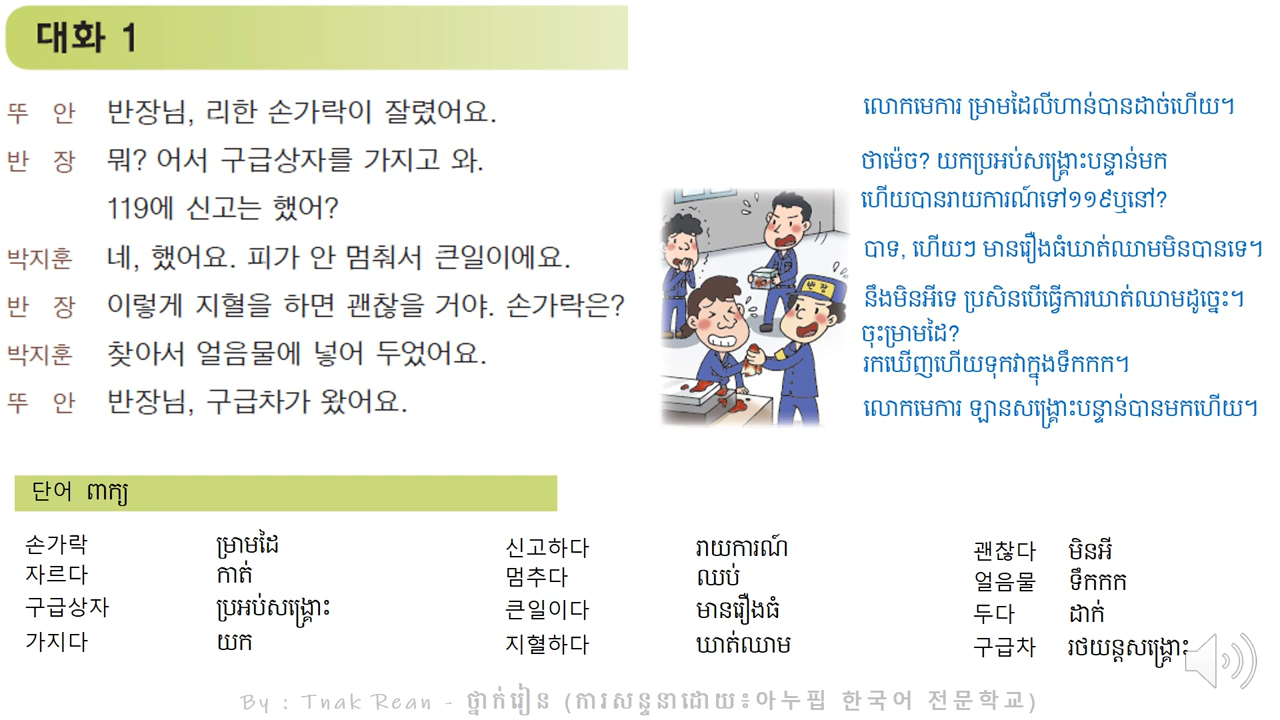 대화 1
뚜 안 반장님, 리한 손가락이 잘렸어요.
반 장 뭐? 어서 구급상자를 가지고 와.
119에 신고는 했어?
박지훈 네, 했어요. 피가 안 멈춰서 큰일이에요.
반 장 이렇게 지혈을 하면 괜찮을 거야. 손가락은?
박지훈 찾아서 얼음물에 넣어 두었어요.
뚜 안 반장님, 구급차가 왔어요.
លោកមេការ ម្រាមដៃលីហាន់បានដាច់ហើយ។
ថាម៉េច? យកប្រអប់សង្គ្រោះបន្ទាន់មក
ហើយបានរាយការណ៍ទៅ១១៩ឬនៅ?
បាទ, ហើយៗ មានរឿងធំឃាត់ឈាមមិនបានទេ។
នឹងមិនអីទេ ប្រសិនបើធ្វើការឃាត់ឈាមដូច្នេះ។
ចុះម្រាមដៃ?
រកឃើញហើយទុកវាក្នុងទឹកកក។
លោកមេការ ឡានសង្គ្រោះបន្ទាន់បានមកហើយ។
반 장
단어 ពាក្យ
손가락 ម្រាមដៃ
자르다 កាត់
구급상자 ប្រអប់សង្គ្រោះ
가지다 យក
신고하다 រាយការណ៍
멈추다 ឈប់
큰일이다 មានរឿងធំ
지혈하다 ឃាត់ឈាម
괜찮다 មិនអី
얼음물 ទឹកកក
두다 ដាក់
구급차 រថយន្តសង្គ្រោះ
By : Tnak Rean - ថ្នាក់រៀន (ការសន្ទនាដោយ៖아누핍 한국어 전문학교)